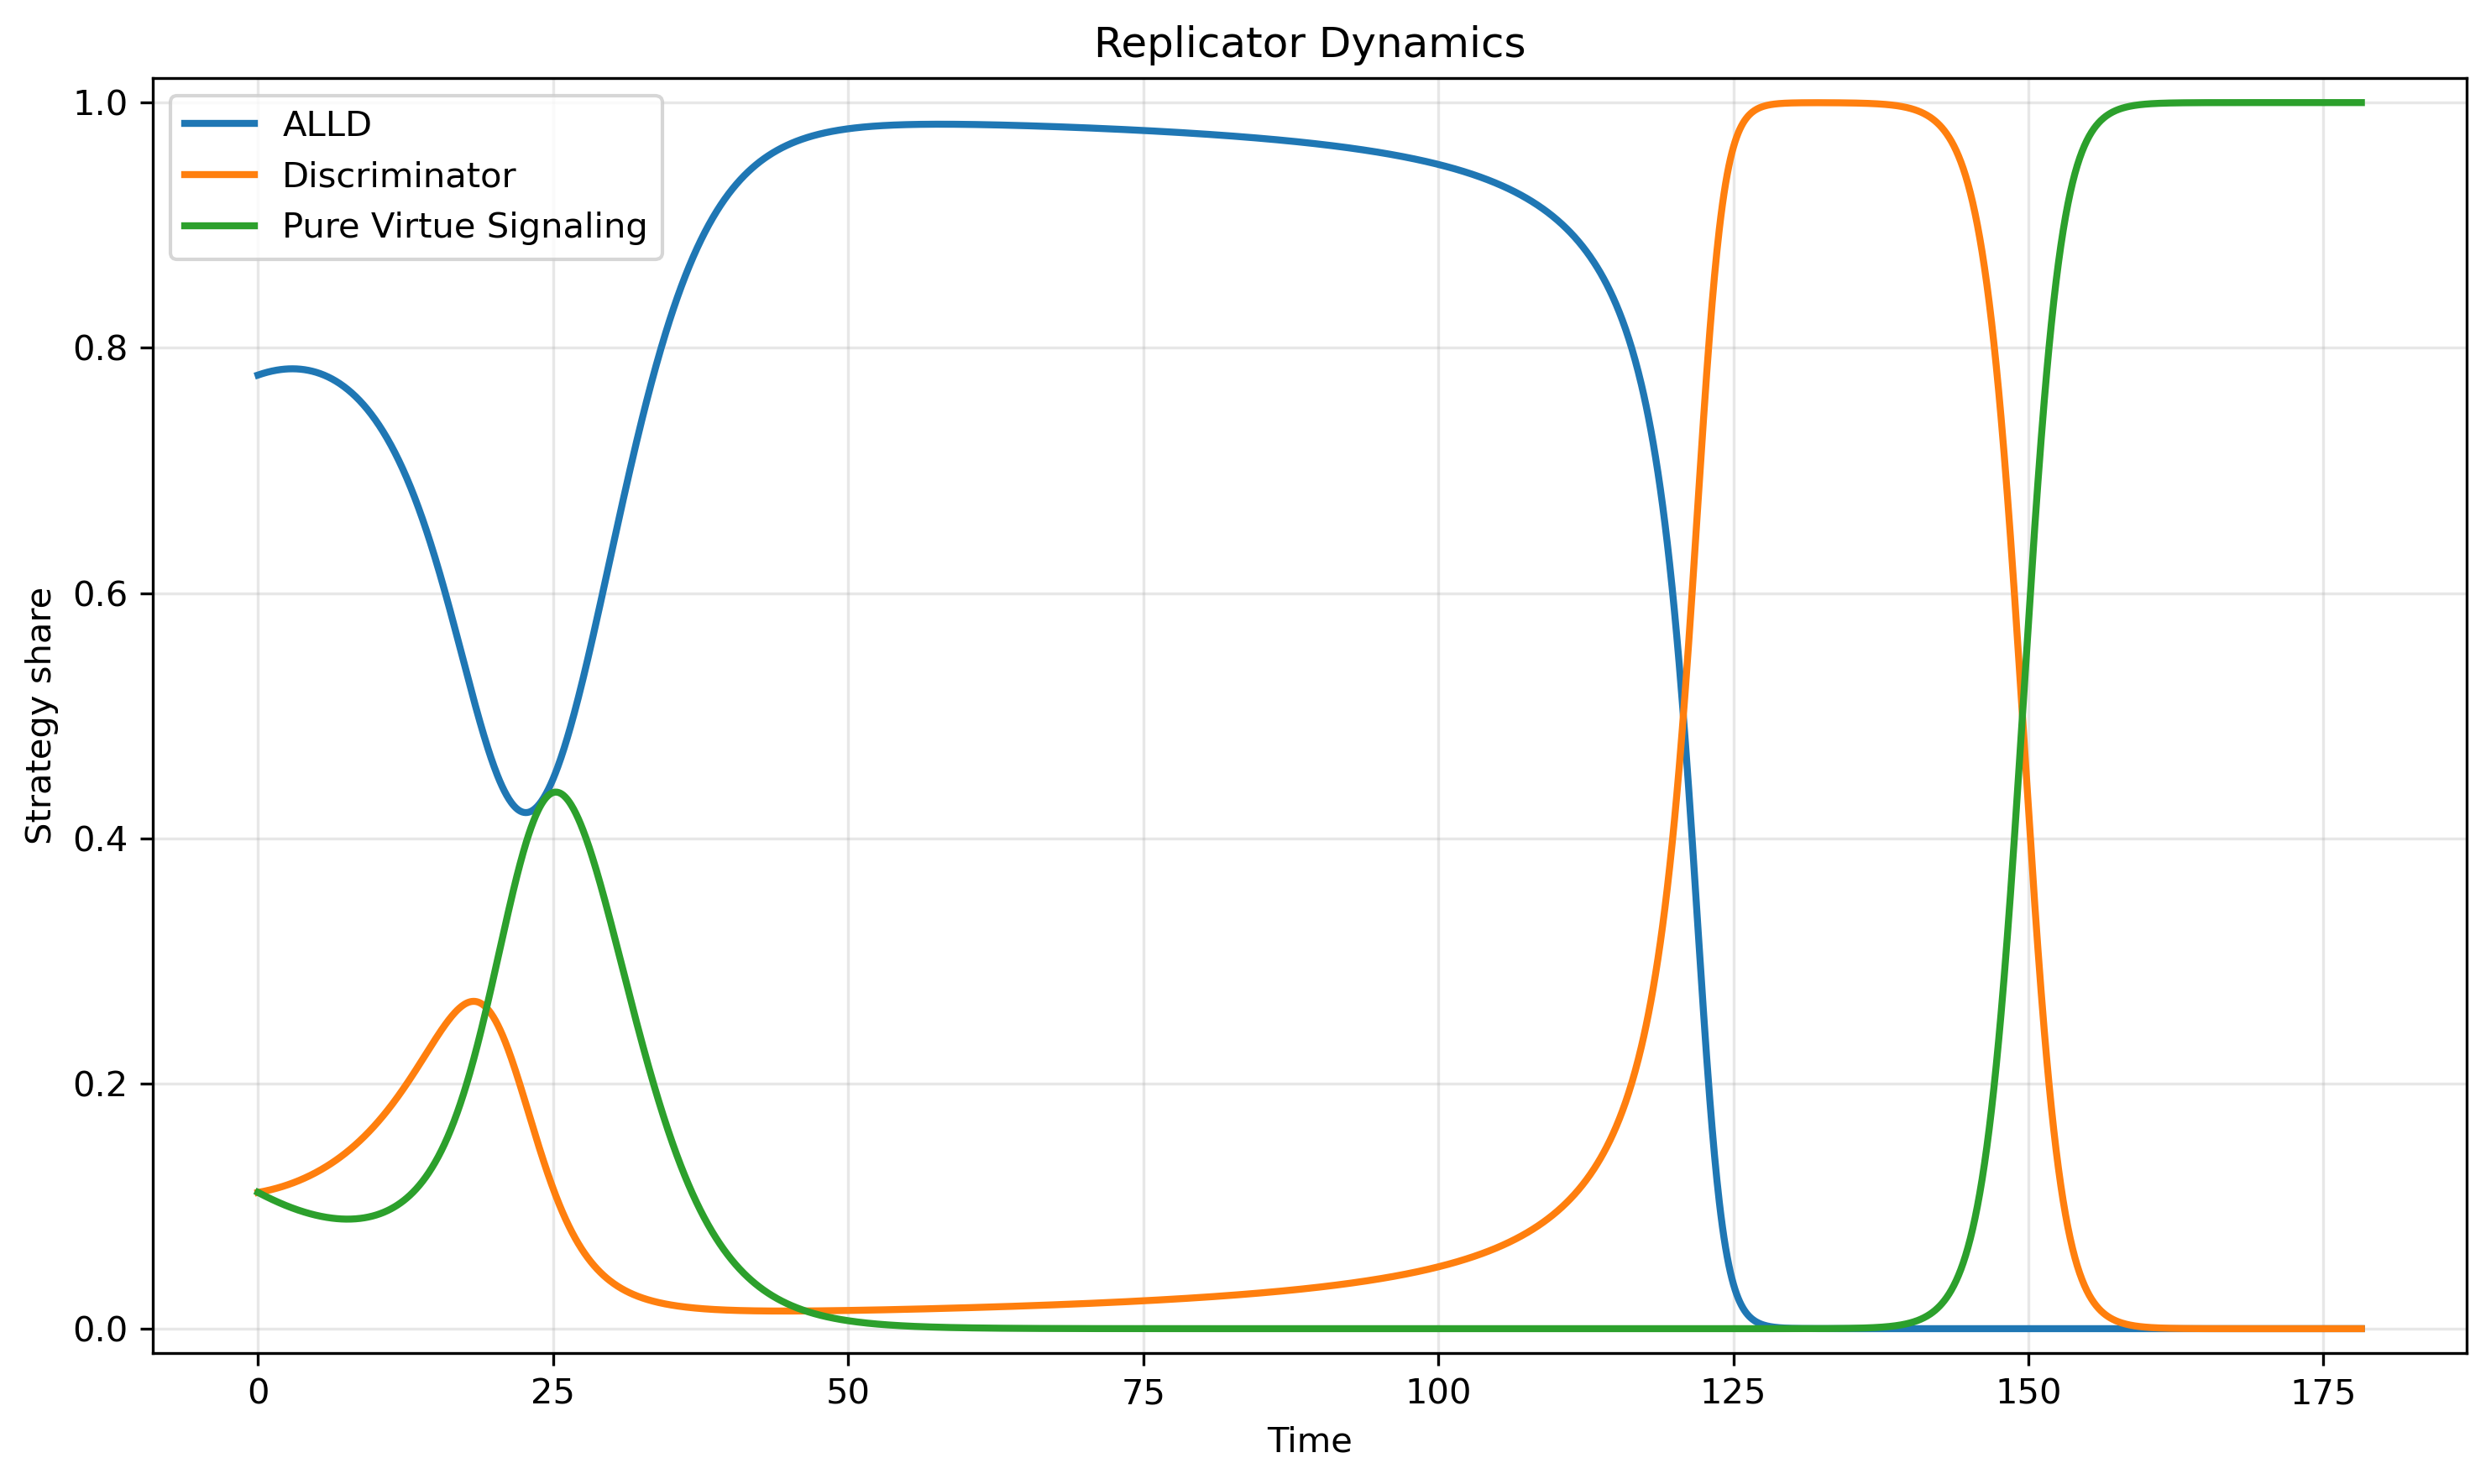 Replicator Dynamics
ALLD
Discriminator
Pure Virtue Signaling
Strategy share
1.0
0.8
0.6
0.4
0.2
0.0
0 25 50 75 100 125 150 175
Time